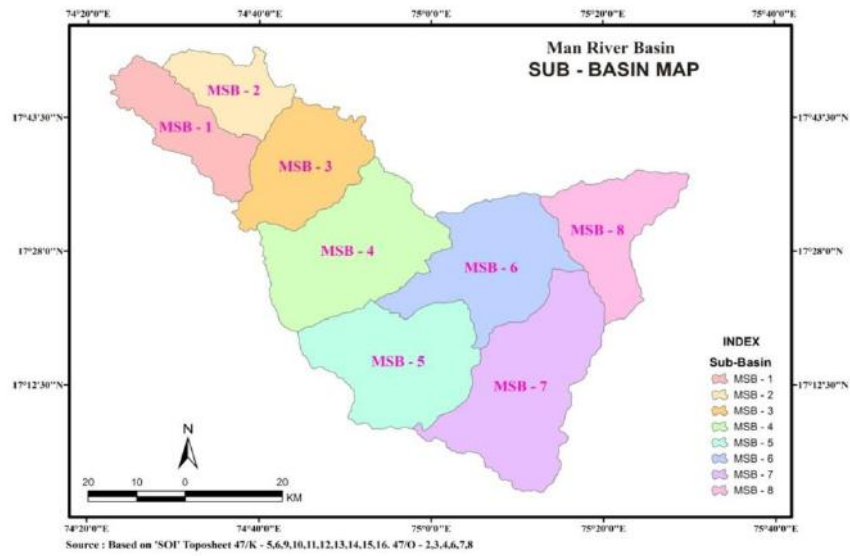 74°20'0"E 74°40'0"E 75°0'0"E 75°20'0"E 75°40'0"E
Man River Basin
SUB - BASIN MAP
MSB - 2
17°43'30"N 17°43'30"N
MSB - 1
MSB - 3
MSB - 8
MSB - 4
17°28'0"N 17°28'0"N
MSB - 6
INDEX
MSB - 5
Sub-Basin
MSB - 1
17°12'30"N 17°12'30"N
MSB - 7
MSB - 2
MSB - 3
MSB - 4
MSB - 5
MSB - 6
MSB - 7
MSB - 8
N
20 10 0 20
KM
74°20'0"E 74°40'0"E 75°0'0"E 75°20'0"E 75°40'0"E
Source : Based on 'SOI' Toposheet 47/K - 5,6,9,10,11,12,13,14,15,16. 47/O - 2,3,4,6,7,8